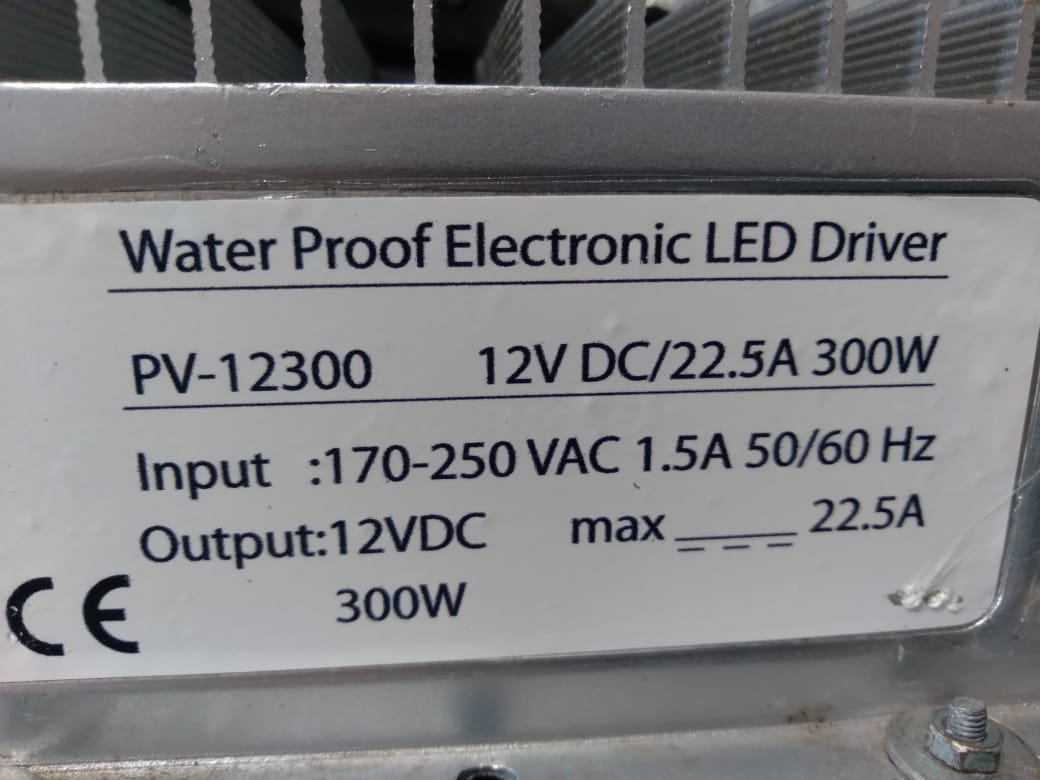 Water Proof Electronic LED Driver
PV-12300 12V DC/22.5A 300W
Input :170-250 VAC 1.5A 50/60 Hz
Output:12VDC max 22.5A
CE 300W